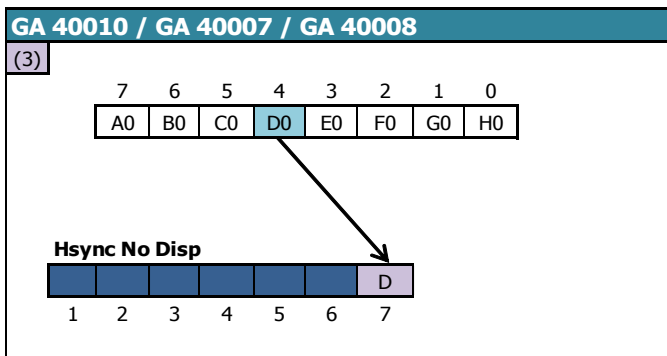 GA 40010 / GA 40007 / GA 40008
(3)
7 6 5 4 3 2 1 0
A0 B0 C0 D0 E0 F0 G0 H0
Hsync No Disp
D
1 2 3 4 5 6 7